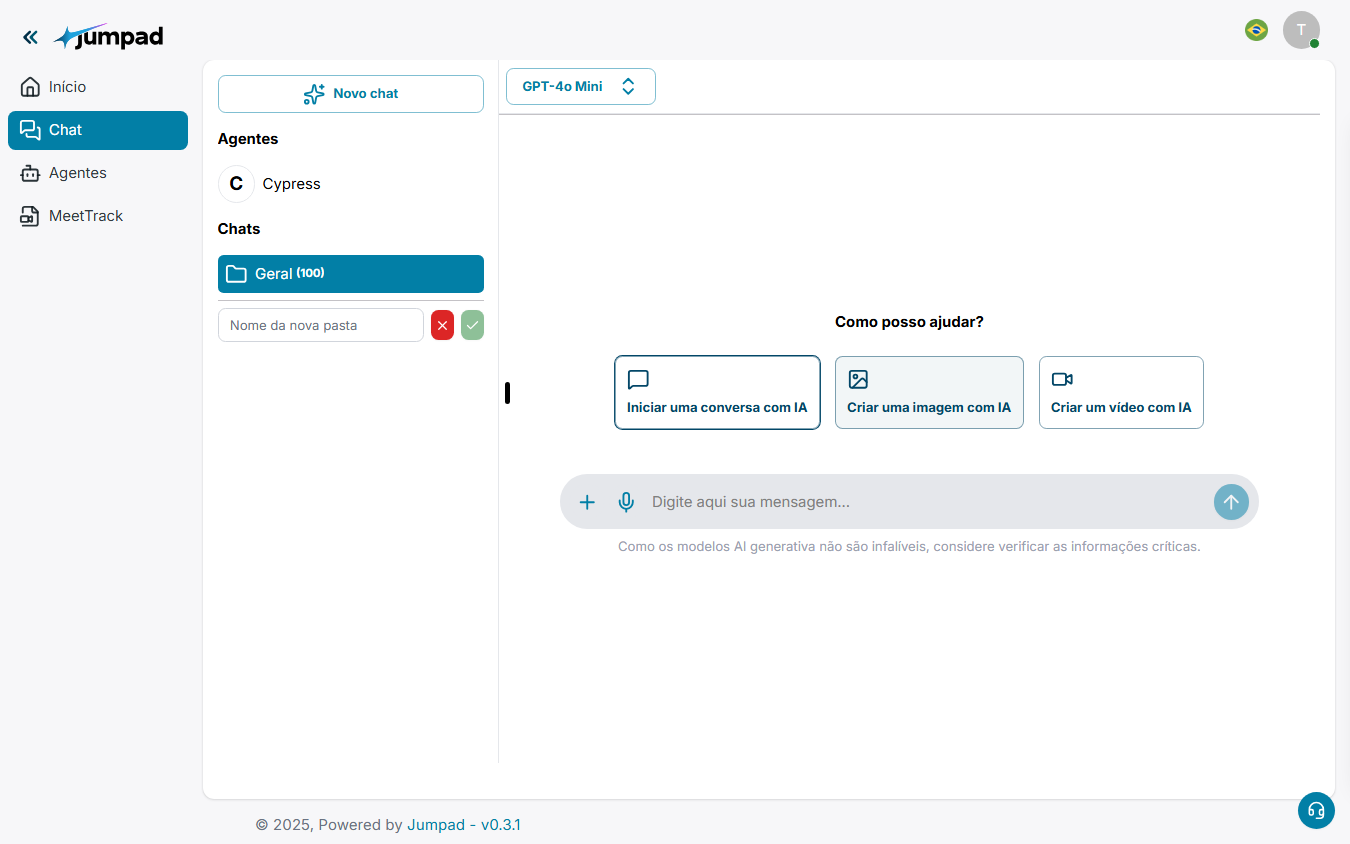 jumpad
T
Início
Chat
Agentes
MeetTrack
Novo chat
Agentes
C Cypress
Chats
Geral (100)
Nome da nova pasta
GPT-4o Mini
Como posso ajudar?
Iniciar uma conversa com IA
Criar uma imagem com IA
Criar um vídeo com IA
Digite aqui sua mensagem...
Como os modelos AI generativa não são infalíveis, considere verificar as informações críticas.
© 2025, Powered by Jumpad - v0.3.1